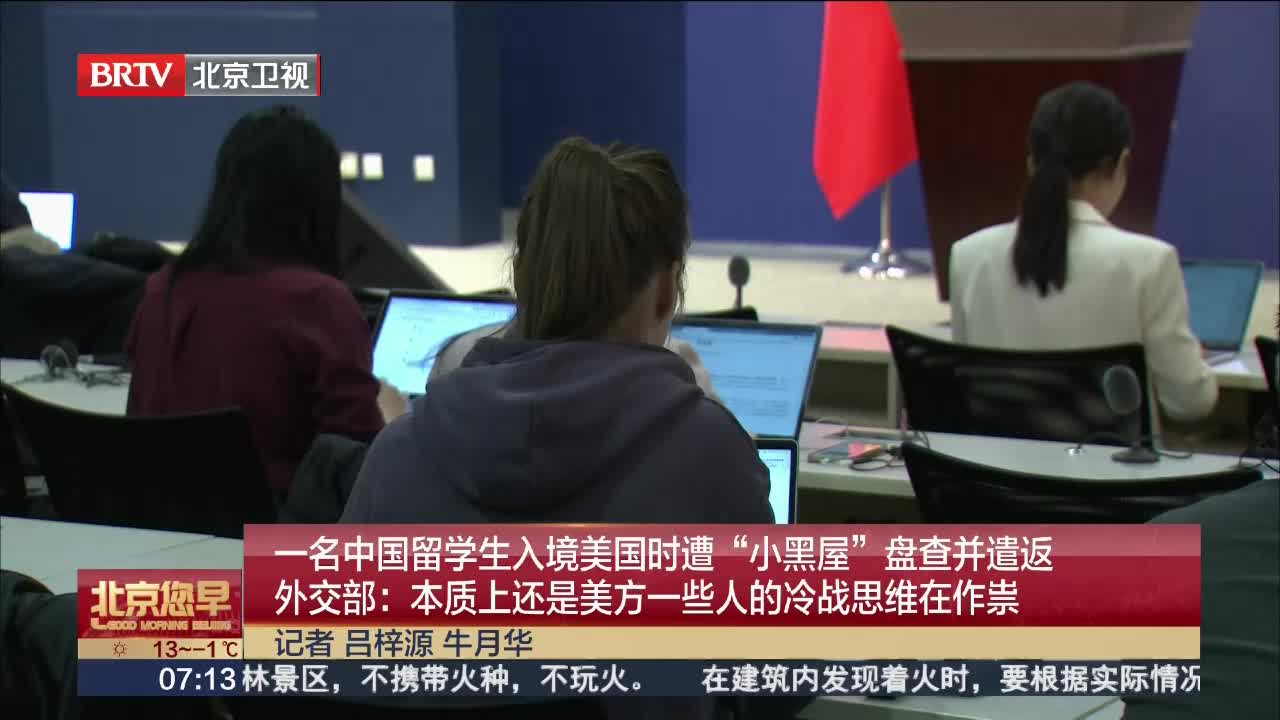 BRTV 北京卫视
一名中国留学生入境美国时遭“小黑屋”盘查并遣返
外交部：本质上还是美方一些人的冷战思维在作祟
北京您早
GOOD MORNING BEIJING
记者 吕梓源 牛月华
13~-1℃
07:13 林景区，不携带火种，不玩火。 在建筑内发现着火时，要根据实际情况